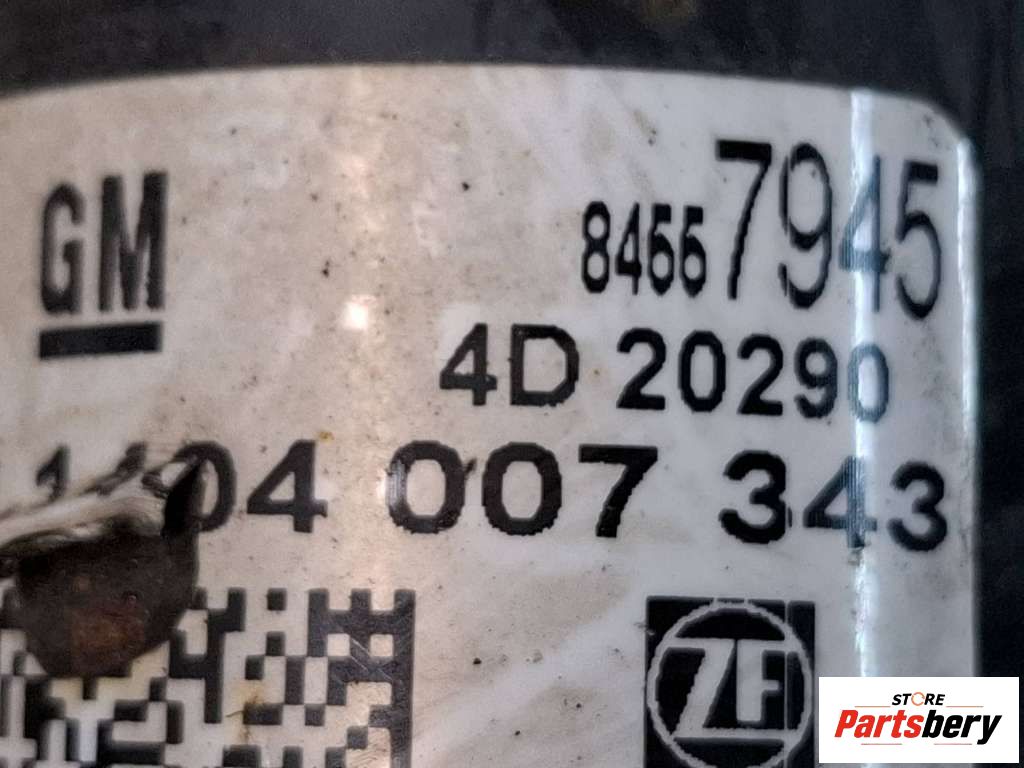 GM
84667945
4D 20290
04 007 343
ZF
STORE
Partsbery